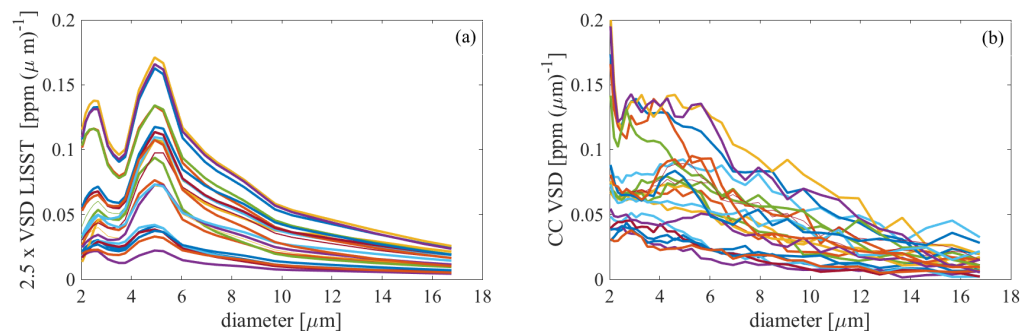 2.5 x VSD LISST [ppm (μ m)⁻¹]
0.2
0.15
0.1
0.05
0
(a)
2 4 6 8 10 12 14 16 18
diameter [μm]
CC VSD [ppm (μm)⁻¹]
0.2
0.15
0.1
0.05
0
(b)
2 4 6 8 10 12 14 16 18
diameter [μm]